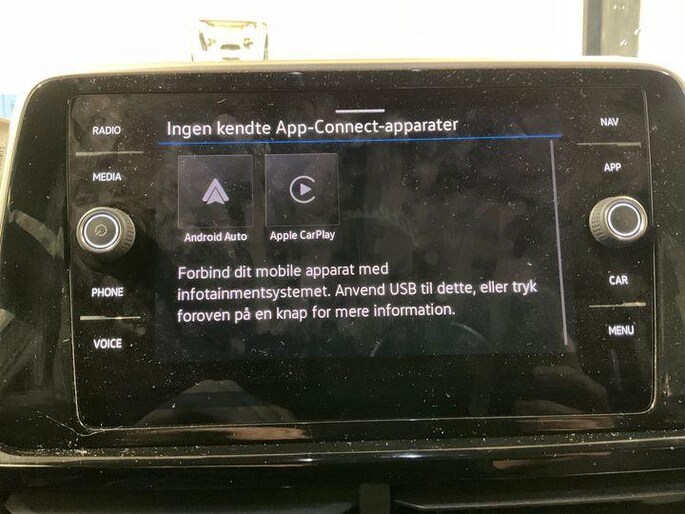 Ingen kendte App-Connect-apparater
RADIO
MEDIA
PHONE
VOICE
Android Auto
Apple CarPlay
Forbind dit mobile apparat med
infotainmentsystemet. Anvend USB til dette, eller tryk
foroven på en knap for mere information.
NAV
APP
CAR
MENU